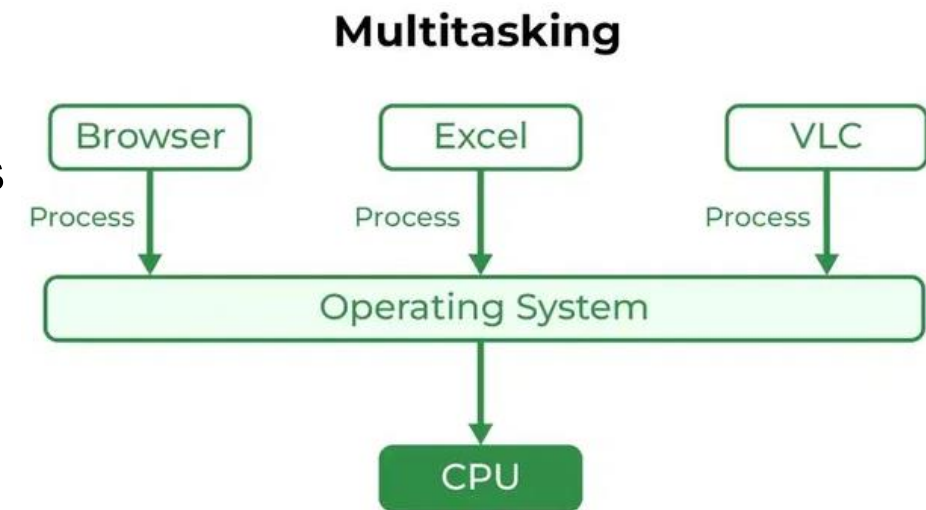 Multitasking
Browser Excel VLC
s
Process Process Process
Operating System
CPU